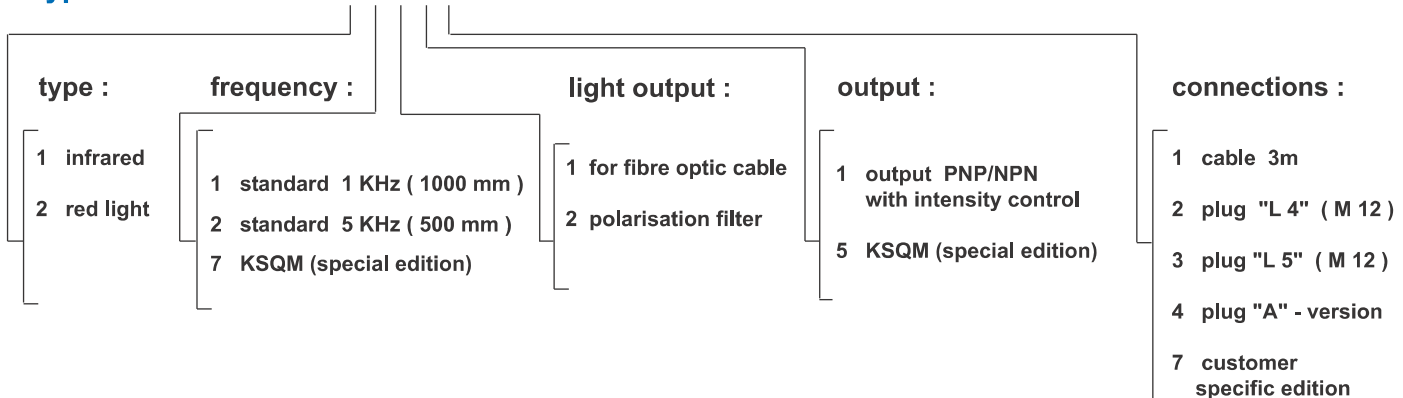 type :
1 infrared
2 red light
frequency :
1 standard 1 KHz ( 1000 mm )
2 standard 5 KHz ( 500 mm )
7 KSQM (special edition)
light output :
1 for fibre optic cable
2 polarisation filter
output :
1 output PNP/NPN
with intensity control
5 KSQM (special edition)
connections :
1 cable 3m
2 plug "L 4" ( M 12 )
3 plug "L 5" ( M 12 )
4 plug "A" - version
7 customer
specific edition